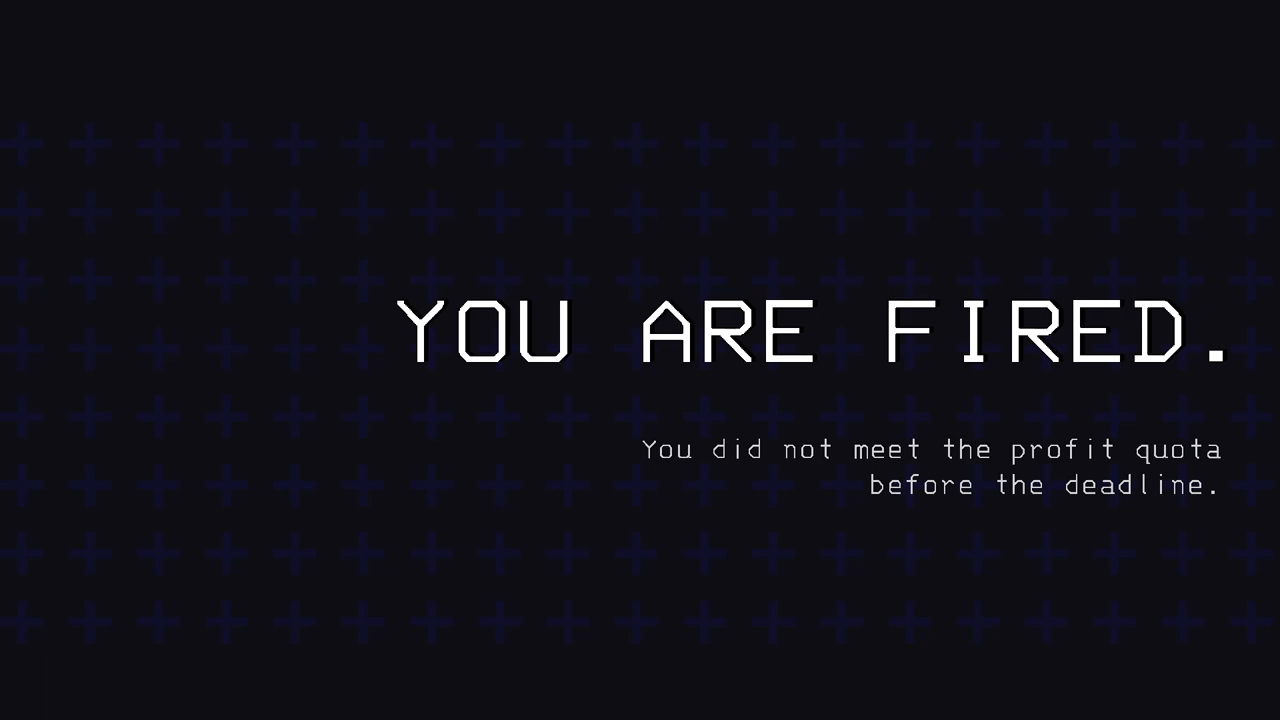 YOU ARE FIRED.
You did not meet the profit quota
before the deadline.